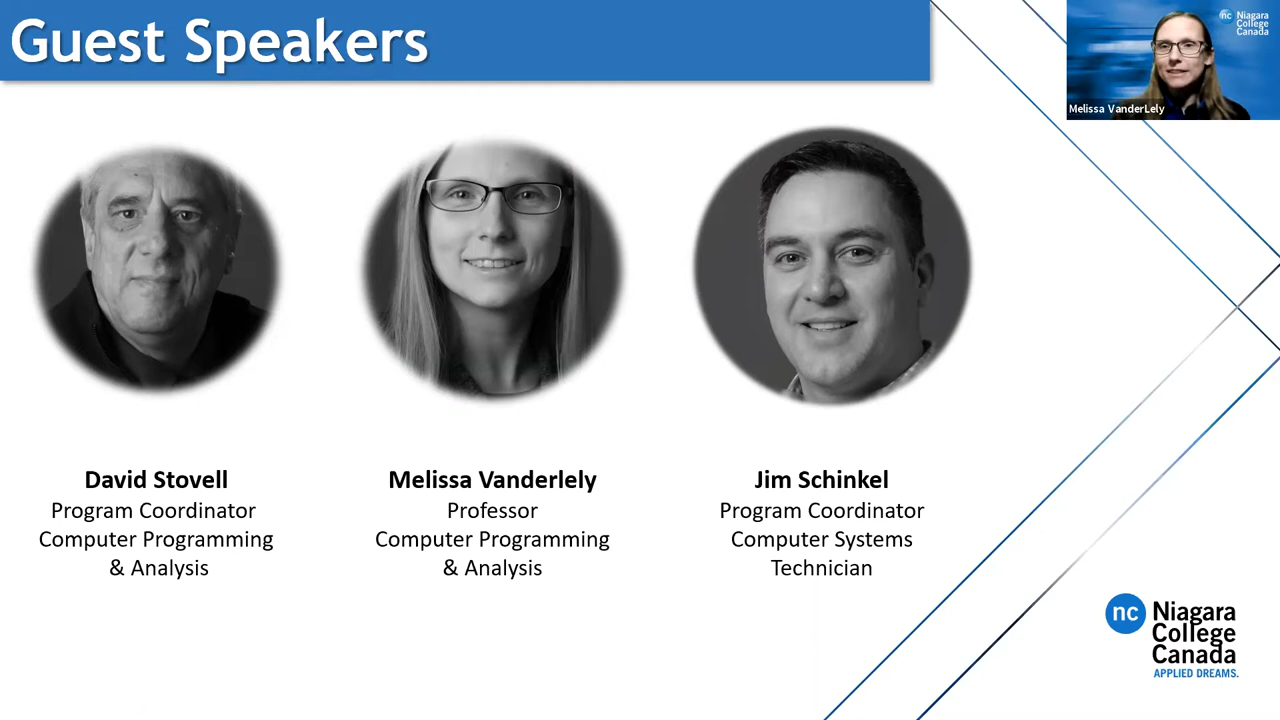 Guest Speakers
nc Niagara
College
Canada
Melissa VanderLely
David Stovell
Program Coordinator
Computer Programming
& Analysis
Melissa Vanderlely
Professor
Computer Programming
& Analysis
Jim Schinkel
Program Coordinator
Computer Systems
Technician
nc Niagara
College
Canada
APPLIED DREAMS.